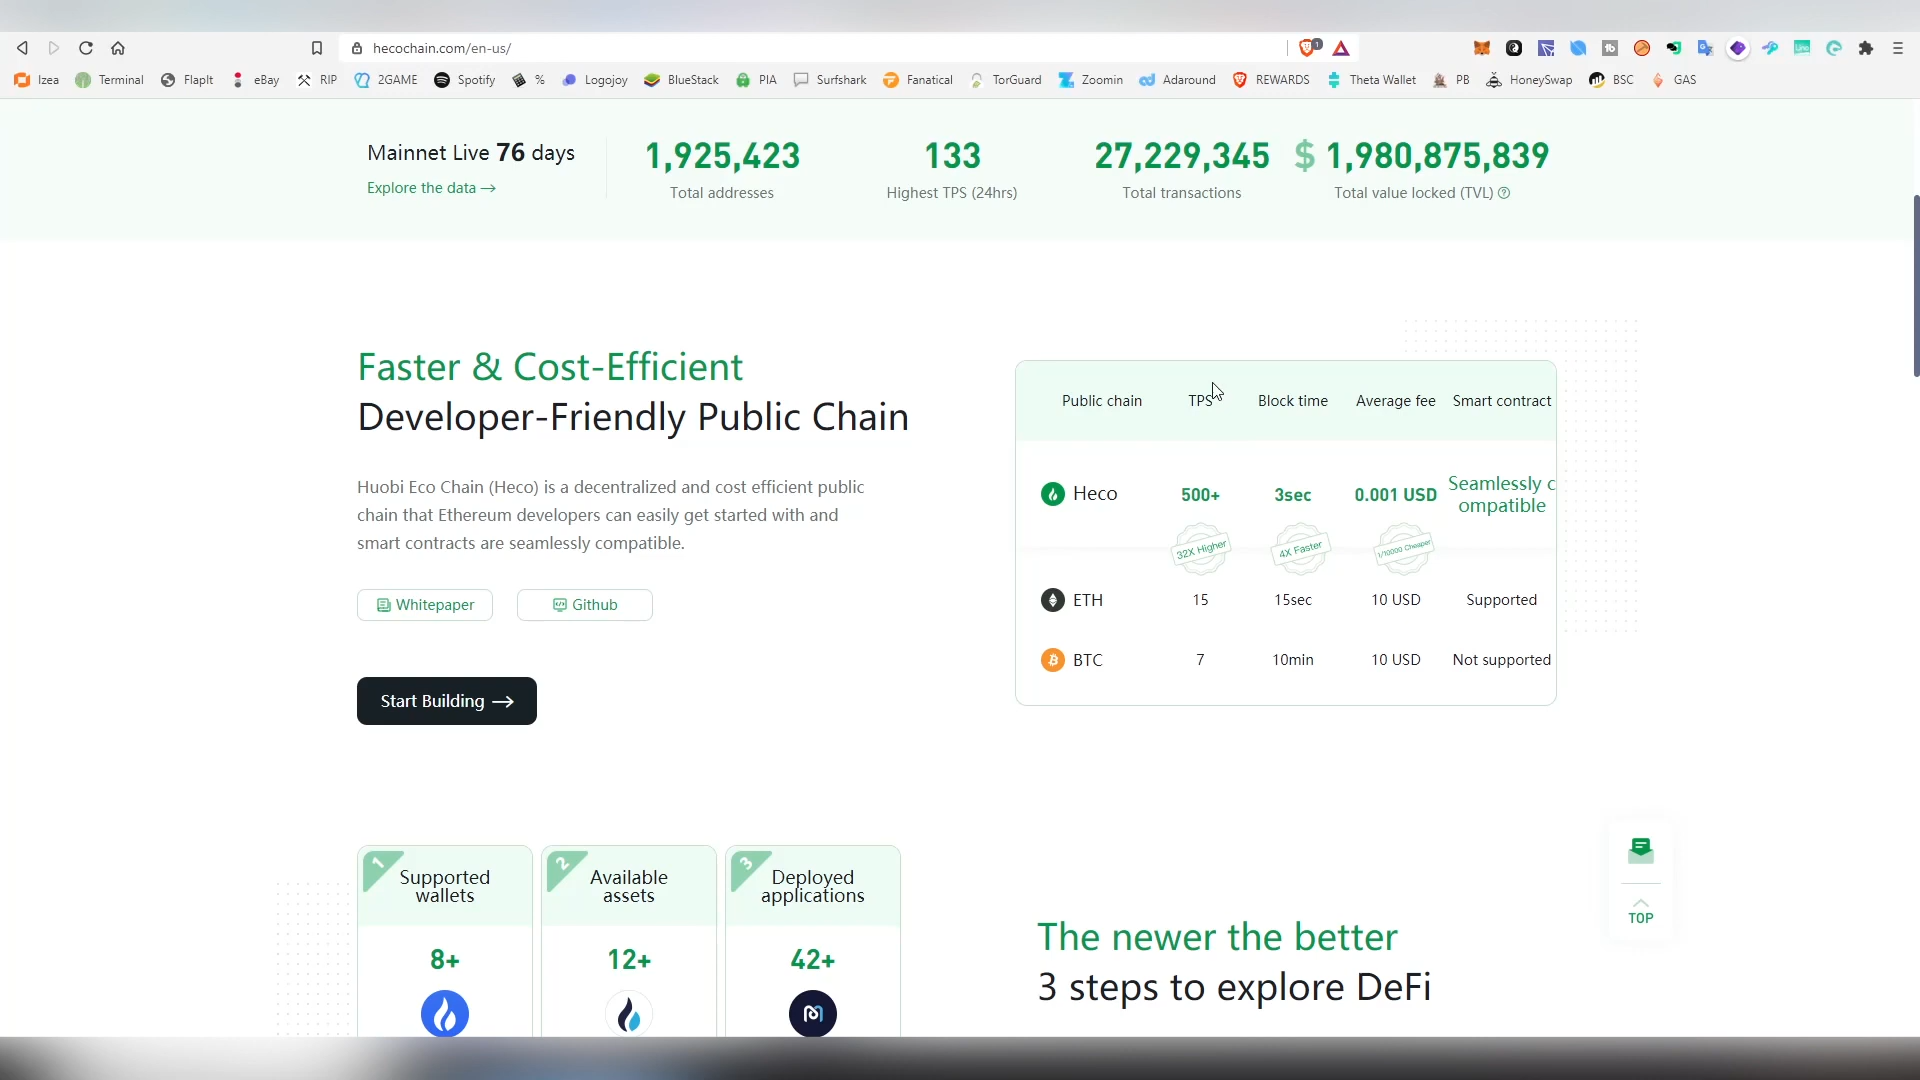 hecochain.com/en-us/
1
Izea Terminal FlapIt eBay RIP 2GAME Spotify % Logojoy BlueStack PIA Surfshark Fanatical TorGuard Zoomin Adaround REWARDS Theta Wallet PB HoneySwap BSC GAS
Mainnet Live 76 days
Explore the data →
1,925,423
Total addresses
133
Highest TPS (24hrs)
27,229,345
Total transactions
$ 1,980,875,839
Total value locked (TVL) ?
Faster & Cost-Efficient
Developer-Friendly Public Chain
Huobi Eco Chain (Heco) is a decentralized and cost efficient public
chain that Ethereum developers can easily get started with and
smart contracts are seamlessly compatible.
Whitepaper Github
Start Building →
Public chain TPS Block time Average fee Smart contract
Heco 500+ 3sec 0.001 USD Seamlessly c
ompatible
32X Higher 4X Faster 1/10000 Cheaper
ETH 15 15sec 10 USD Supported
BTC 7 10min 10 USD Not supported
1 Supported
wallets
8+
2 Available
assets
12+
3 Deployed
applications
42+
The newer the better
3 steps to explore DeFi
TOP